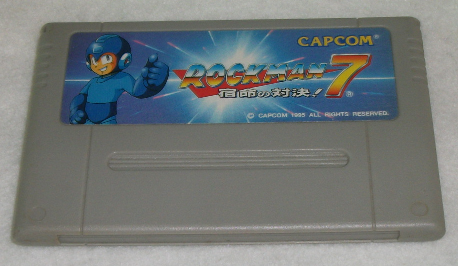 CAPCOM®
ROCKMAN 7®
宿命の対決!
© CAPCOM 1995 ALL RIGHTS RESERVED.